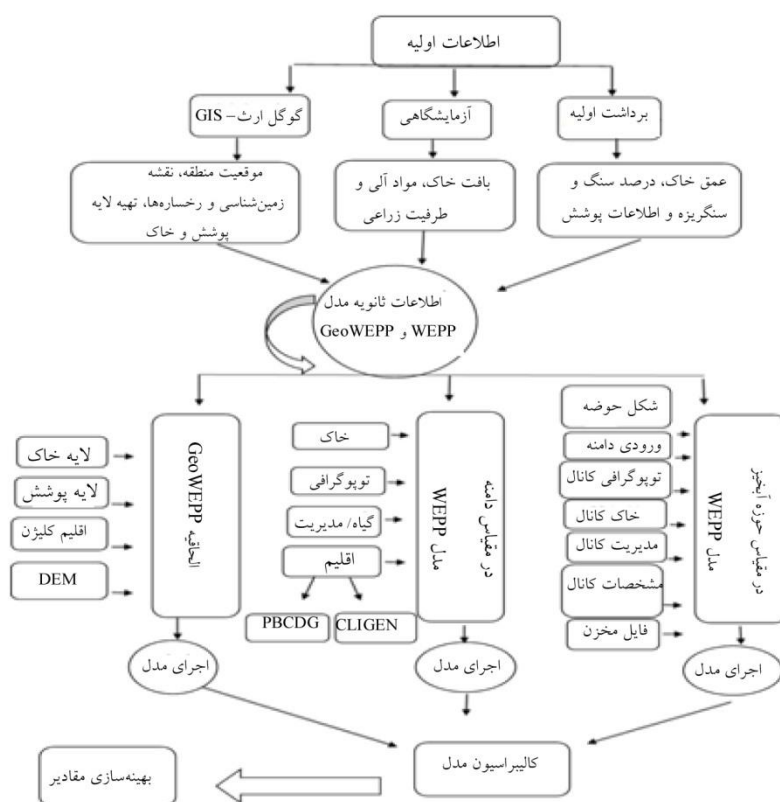 اطلاعات اولیه
برداشت اولیه
آزمایشگاهی
گوگل ارث– GIS
عمق خاک، درصد سنگ و
سنگریزه و اطلاعات پوشش
بافت خاک، مواد آلی و
ظرفیت زراعی
موقعیت منطقه، نقشه
زمین‌شناسی و رخساره‌ها، تهیه لایه
پوشش و خاک
اطلاعات ثانویه مدل
WEPP و GeoWEPP
در مقیاس حوزه آبخیز
مدل WEPP
شکل حوضه
ورودی دامنه
توپوگرافی کانال
خاک کانال
مدیریت کانال
مشخصات کانال
فایل مخزن
در مقیاس دامنه
مدل WEPP
خاک
توپوگرافی
گیاه/ مدیریت
اقلیم
CLIGEN
PBCDG
الحاقیه GeoWEPP
لایه خاک
لایه پوشش
اقلیم کلیژن
DEM
اجرای مدل
اجرای مدل
اجرای مدل
کالیبراسیون مدل
بهینه‌سازی مقادیر